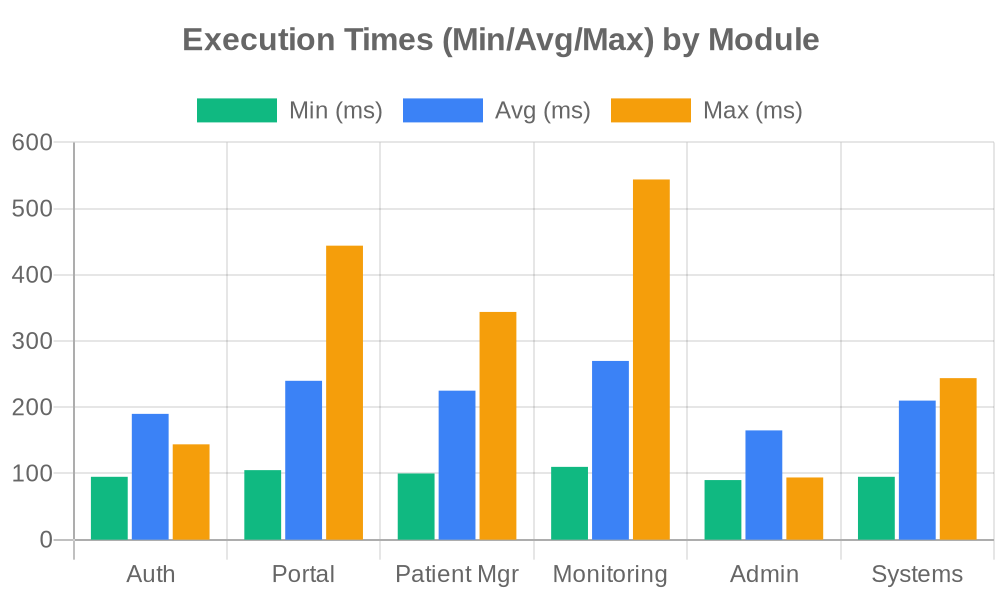 Execution Times (Min/Avg/Max) by Module
Min (ms) Avg (ms) Max (ms)
600
500
400
300
200
100
0
Auth Portal Patient Mgr Monitoring Admin Systems